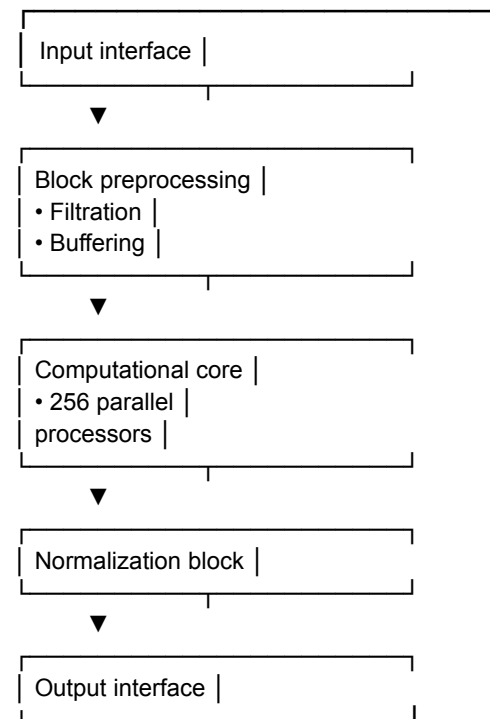 Input interface │
▼
Block preprocessing │
• Filtration │
• Buffering │
▼
Computational core │
• 256 parallel │
processors │
▼
Normalization block │
▼
Output interface │